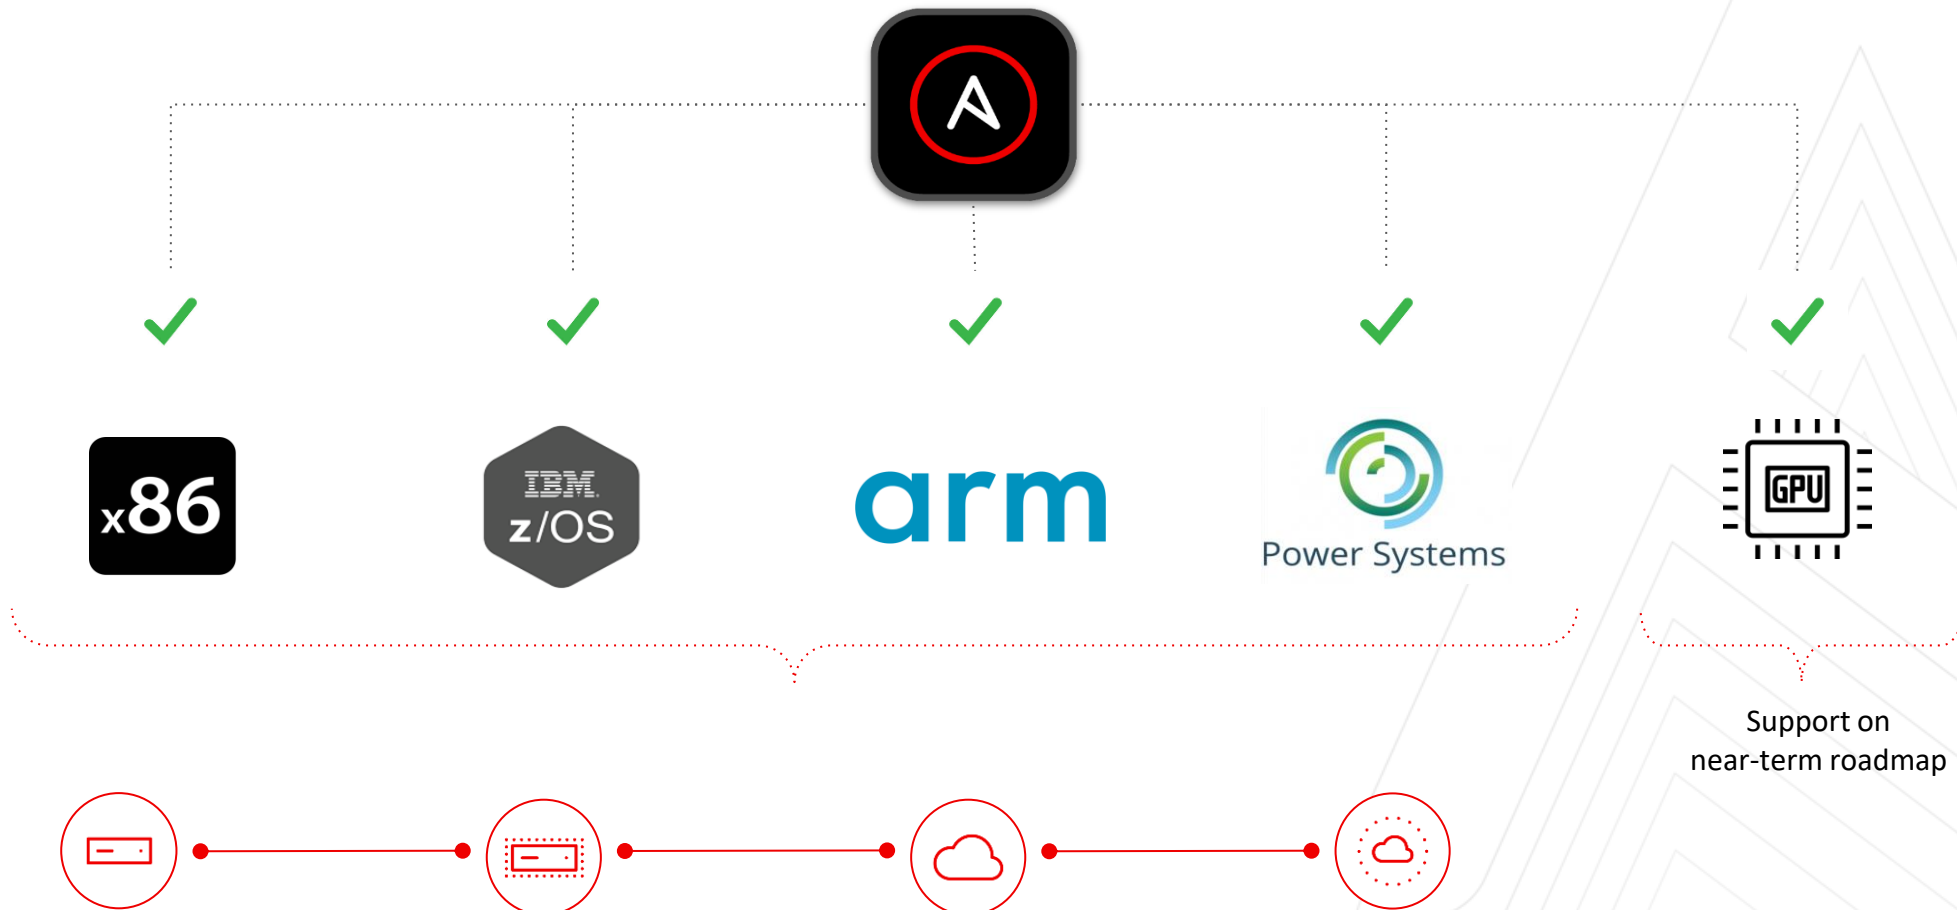 x86
IBM
z/OS
arm
Power Systems
GPU
Support on
near-term roadmap